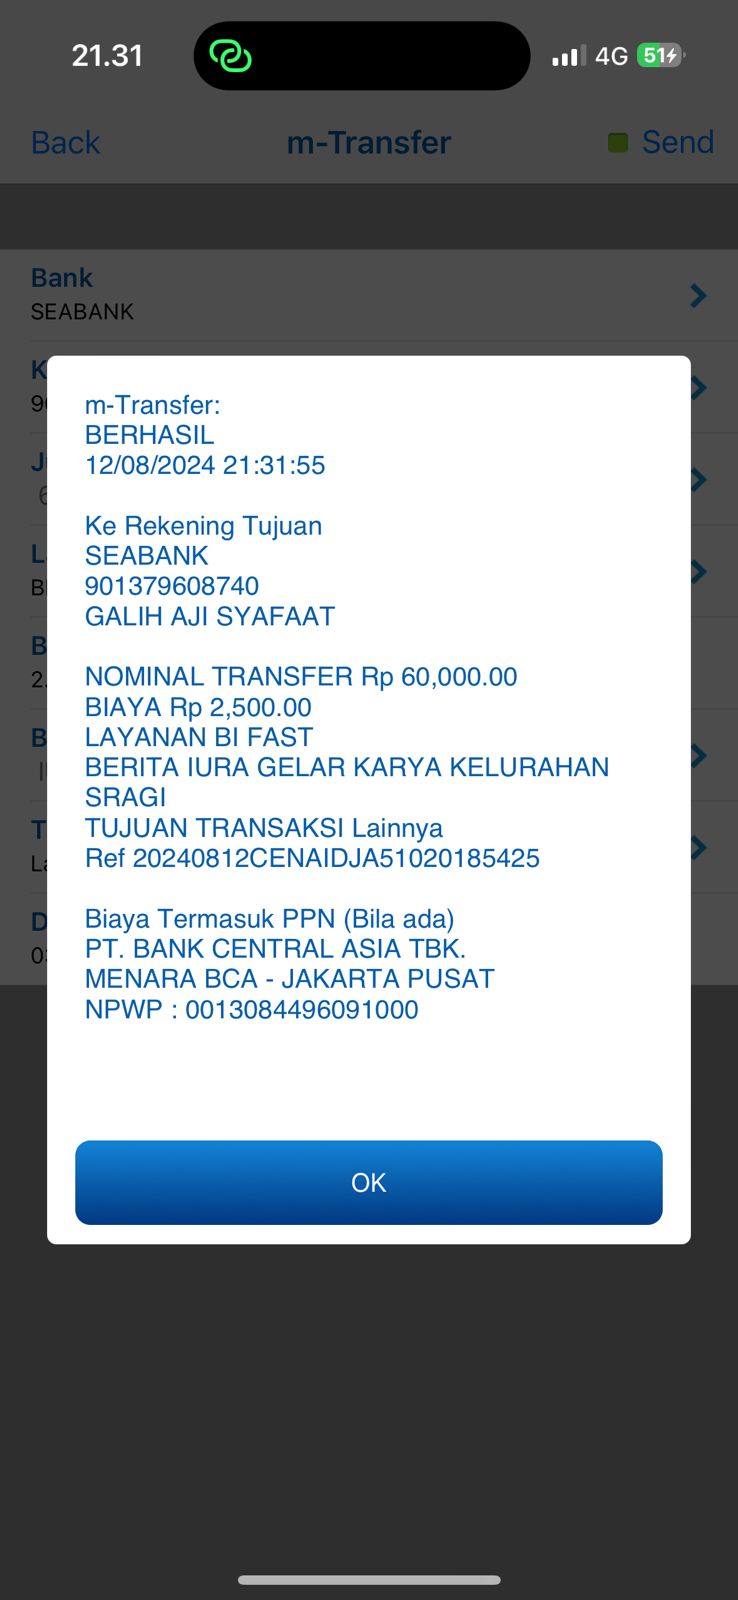 21.31
4G
51
Back
m-Transfer
Send
Bank
SEABANK
m-Transfer:
BERHASIL
12/08/2024 21:31:55
Ke Rekening Tujuan
SEABANK
901379608740
GALIH AJI SYAFAAT
NOMINAL TRANSFER Rp 60,000.00
BIAYA Rp 2,500.00
LAYANAN BI FAST
BERITA IURA GELAR KARYA KELURAHAN
SRAGI
TUJUAN TRANSAKSI Lainnya
Ref 20240812CENAIDJA51020185425
Biaya Termasuk PPN (Bila ada)
PT. BANK CENTRAL ASIA TBK.
MENARA BCA - JAKARTA PUSAT
NPWP : 0013084496091000
OK